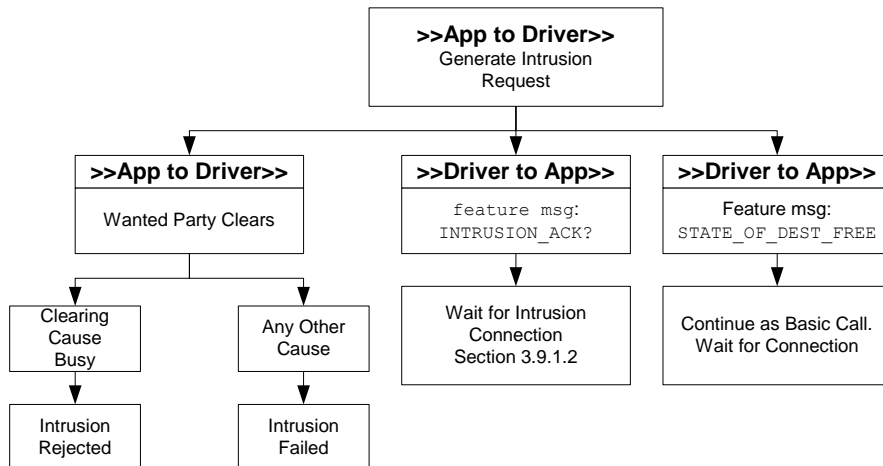 >>App to Driver>>
Generate Intrusion
Request
>>App to Driver>>
Wanted Party Clears
>>Driver to App>>
feature msg:
INTRUSION_ACK?
>>Driver to App>>
Feature msg:
STATE_OF_DEST_FREE
Clearing
Cause
Busy
Any Other
Cause
Wait for Intrusion
Connection
Section 3.9.1.2
Continue as Basic Call.
Wait for Connection
Intrusion
Rejected
Intrusion
Failed